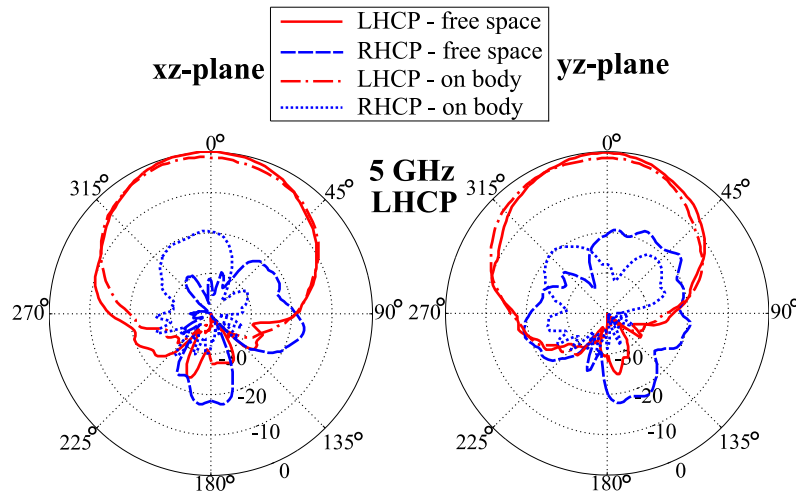 LHCP - free space
RHCP - free space
LHCP - on body
RHCP - on body
xz-plane
yz-plane
5 GHz
LHCP
0°
45°
90°
135°
180°
225°
270°
315°
-20
-10
0
0°
45°
90°
135°
180°
225°
270°
315°
-20
-10
0